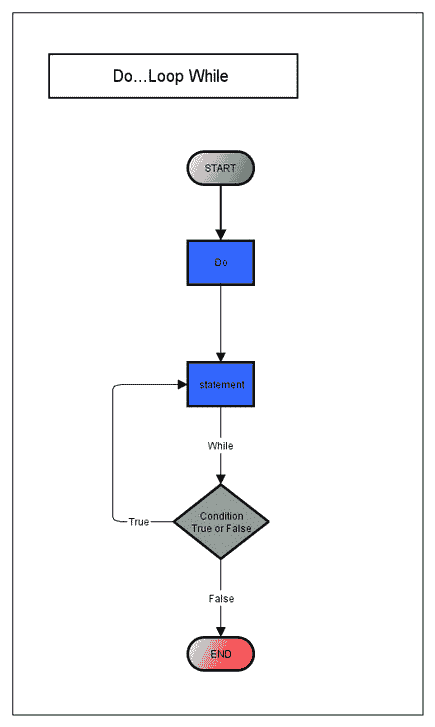 Do...Loop While
START
Do
statement
While
Condition
True or False
True
False
END